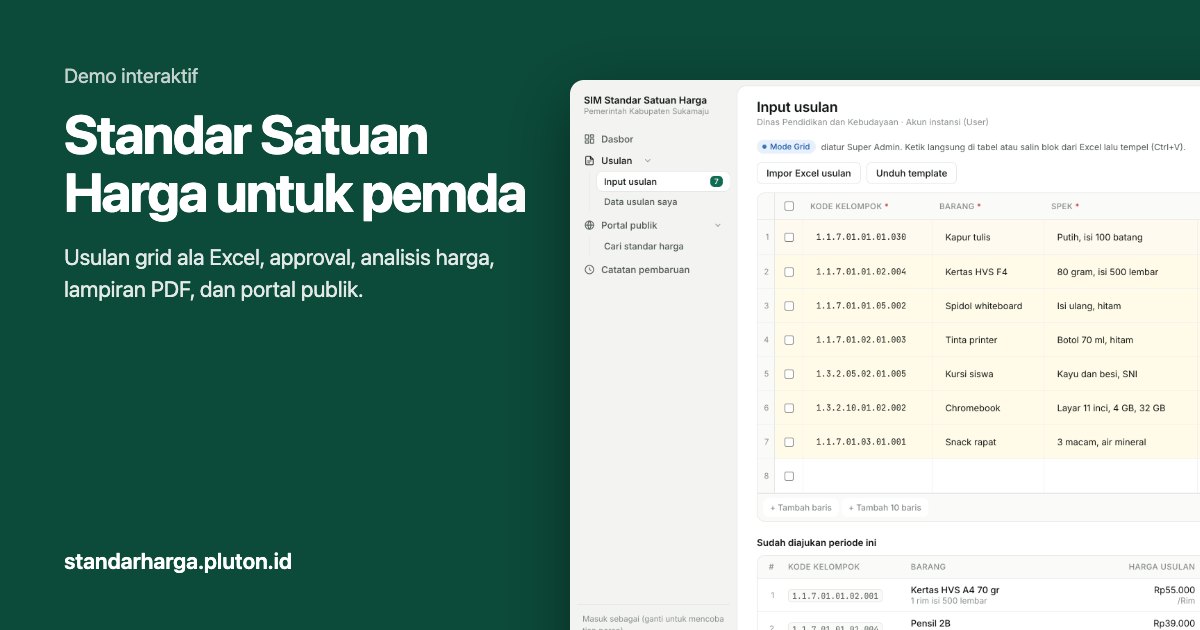 Demo interaktif
Standar Satuan
Harga untuk pemda
Usulan grid ala Excel, approval, analisis harga,
lampiran PDF, dan portal publik.
standarharga.pluton.id
SIM Standar Satuan Harga
Pemerintah Kabupaten Sukamaju
Dasbor
Usulan
Input usulan 7
Data usulan saya
Portal publik
Cari standar harga
Catatan pembaruan
Masuk sebagai (ganti untuk mencoba
Input usulan
Dinas Pendidikan dan Kebudayaan · Akun instansi (User)
Mode Grid diatur Super Admin. Ketik langsung di tabel atau salin blok dari Excel lalu tempel (Ctrl+V).
Impor Excel usulan Unduh template
KODE KELOMPOK * BARANG * SPEK *
1 1.1.7.01.01.01.030 Kapur tulis Putih, isi 100 batang
2 1.1.7.01.01.02.004 Kertas HVS F4 80 gram, isi 500 lembar
3 1.1.7.01.01.05.002 Spidol whiteboard Isi ulang, hitam
4 1.1.7.01.02.01.003 Tinta printer Botol 70 ml, hitam
5 1.3.2.05.02.01.005 Kursi siswa Kayu dan besi, SNI
6 1.3.2.10.01.02.002 Chromebook Layar 11 inci, 4 GB, 32 GB
7 1.1.7.01.03.01.001 Snack rapat 3 macam, air mineral
8
+ Tambah baris + Tambah 10 baris
Sudah diajukan periode ini
# KODE KELOMPOK BARANG HARGA USULAN
1 1.1.7.01.01.02.001 Kertas HVS A4 70 gr Rp55.000
1 rim isi 500 lembar /Rim
2 Pensil 2B Rp39.000